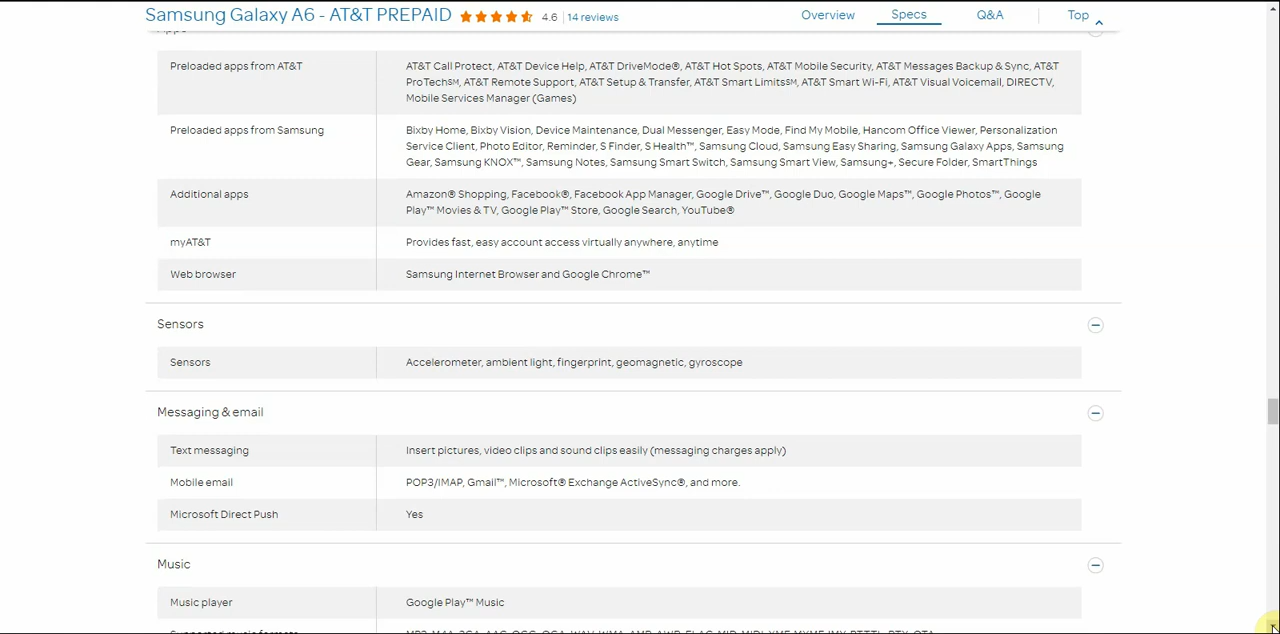 Samsung Galaxy A6 - AT&T PREPAID 4.6 14 reviews Overview Specs Q&A Top
Apps
Preloaded apps from AT&T AT&T Call Protect, AT&T Device Help, AT&T DriveMode®, AT&T Hot Spots, AT&T Mobile Security, AT&T Messages Backup & Sync, AT&T
ProTech℠, AT&T Remote Support, AT&T Setup & Transfer, AT&T Smart Limits℠, AT&T Smart Wi-Fi, AT&T Visual Voicemail, DIRECTV,
Mobile Services Manager (Games)
Preloaded apps from Samsung Bixby Home, Bixby Vision, Device Maintenance, Dual Messenger, Easy Mode, Find My Mobile, Hancom Office Viewer, Personalization
Service Client, Photo Editor, Reminder, S Finder, S Health™, Samsung Cloud, Samsung Easy Sharing, Samsung Galaxy Apps, Samsung
Gear, Samsung KNOX™, Samsung Notes, Samsung Smart Switch, Samsung Smart View, Samsung+, Secure Folder, SmartThings
Additional apps Amazon® Shopping, Facebook®, Facebook App Manager, Google Drive™, Google Duo, Google Maps™, Google Photos™, Google
Play™ Movies & TV, Google Play™ Store, Google Search, YouTube®
myAT&T Provides fast, easy account access virtually anywhere, anytime
Web browser Samsung Internet Browser and Google Chrome™
Sensors
Sensors Accelerometer, ambient light, fingerprint, geomagnetic, gyroscope
Messaging & email
Text messaging Insert pictures, video clips and sound clips easily (messaging charges apply)
Mobile email POP3/IMAP, Gmail™, Microsoft® Exchange ActiveSync®, and more.
Microsoft Direct Push Yes
Music
Music player Google Play™ Music
Supported music formats